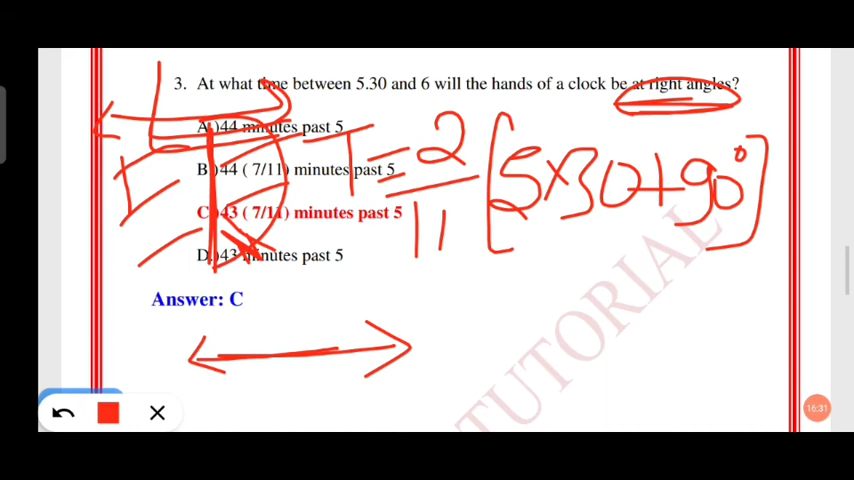 3. At what time between 5.30 and 6 will the hands of a clock be at right angles?
A.)44 minutes past 5
B.)44 ( 7/11) minutes past 5
C.)43 ( 7/11) minutes past 5
D.)43 minutes past 5
T = 2/11 [5×30+90°]
Answer: C
TUTORIAL
16:31